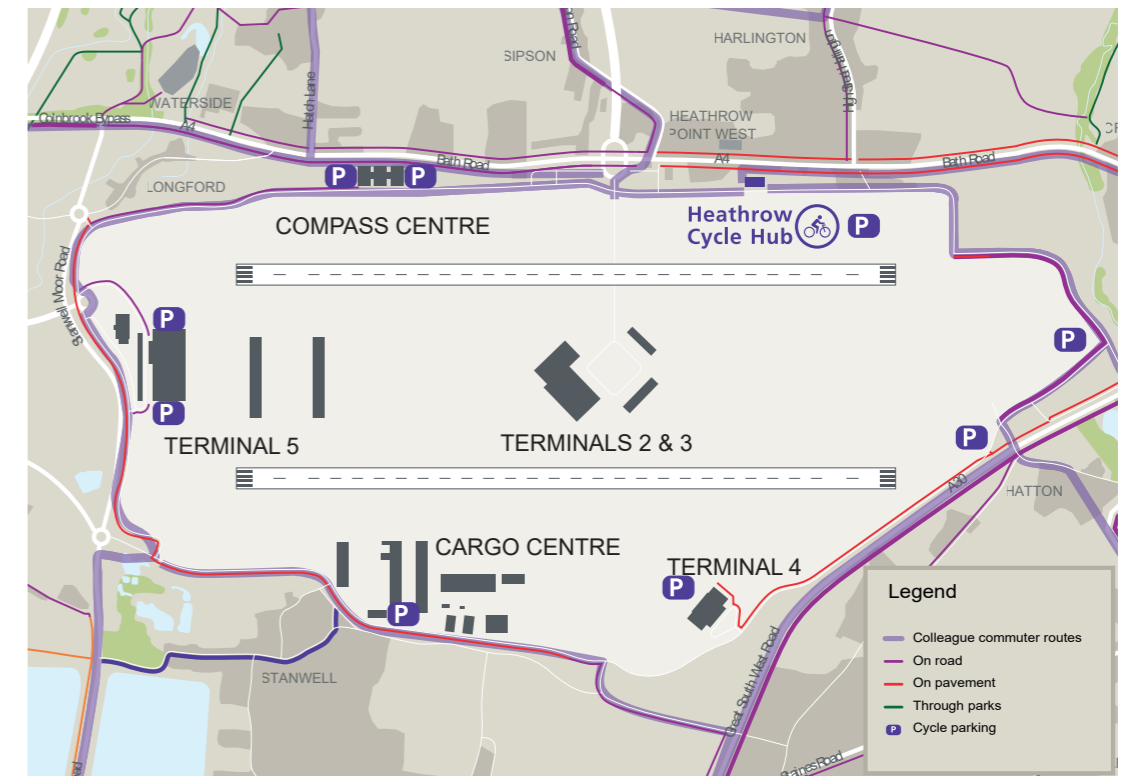 SIPSON
HARLINGTON
WATERSIDE
Hatch Lane
HEATHROW
POINT WEST
Colnbrook Bypass
A4
Bath Road
A4
Bath Road
LONGFORD
P
P
COMPASS CENTRE
Heathrow
Cycle Hub
P
Stanwell Moor Road
P
P
P
TERMINAL 5
TERMINALS 2 & 3
P
A30
HATTON
CARGO CENTRE
TERMINAL 4
P
P
STANWELL
Great South West Road
Legend
Colleague commuter routes
On road
On pavement
Through parks
P Cycle parking